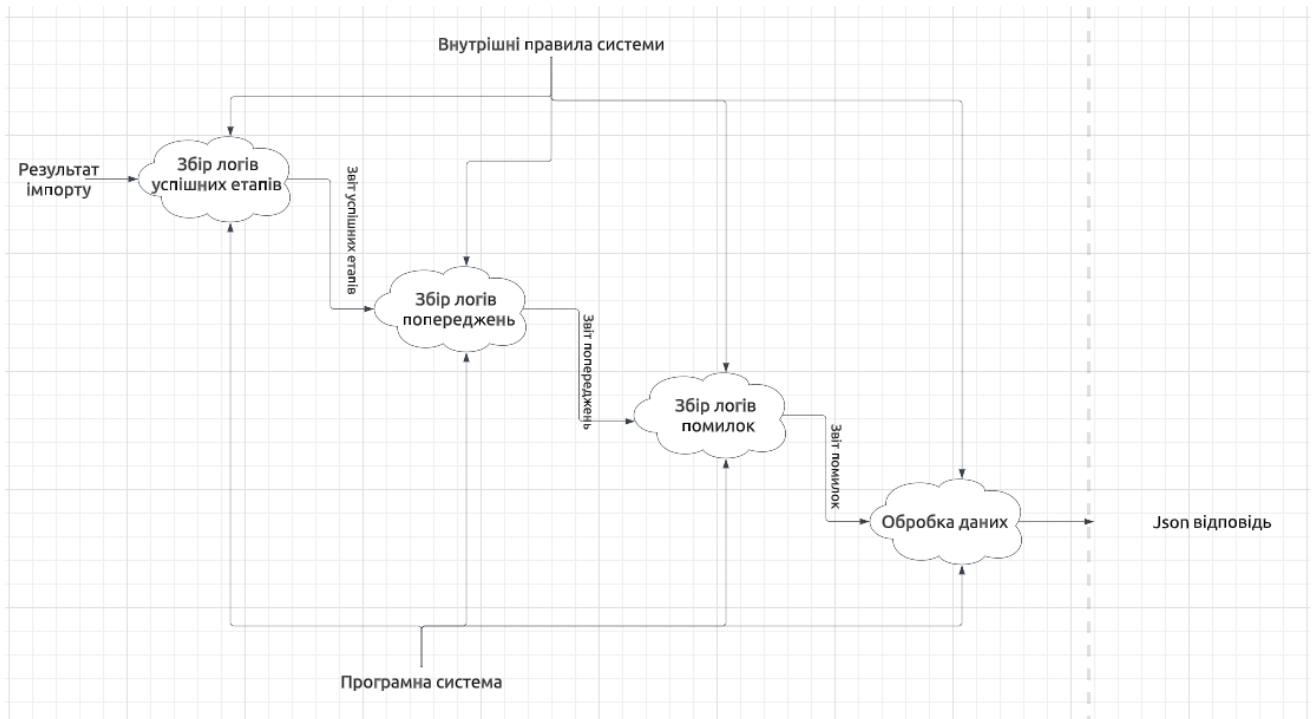 Внутрішні правила системи
Результат
імпорту
Збір логів
успішних етапів
Звіт успішних етапів
Збір логів
попереджень
Звіт попереджень
Збір логів
помилок
Звіт помилок
Обробка даних
Json відповідь
Програмна система